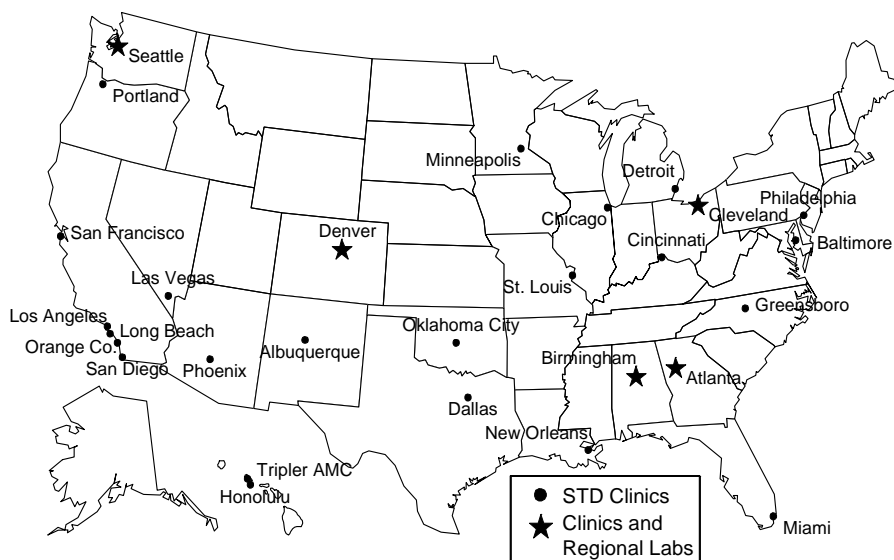 Seattle
Portland
Minneapolis
Detroit
Philadelphia
Chicago
Cleveland
San Francisco
Denver
Cincinnati
Baltimore
Las Vegas
St. Louis
Los Angeles
Long Beach
Oklahoma City
Greensboro
Orange Co.
Albuquerque
Birmingham
San Diego
Phoenix
Atlanta
Dallas
New Orleans
Tripler AMC
Honolulu
STD Clinics
Clinics and
Regional Labs
Miami